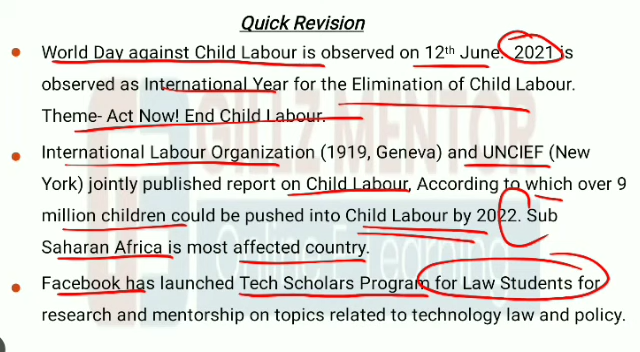 Quick Revision
World Day against Child Labour is observed on 12th June. 2021 is
observed as International Year for the Elimination of Child Labour.
Theme- Act Now! End Child Labour.
International Labour Organization (1919, Geneva) and UNCIEF (New
York) jointly published report on Child Labour, According to which over 9
million children could be pushed into Child Labour by 2022. Sub
Saharan Africa is most affected country.
Facebook has launched Tech Scholars Program for Law Students for
research and mentorship on topics related to technology law and policy.